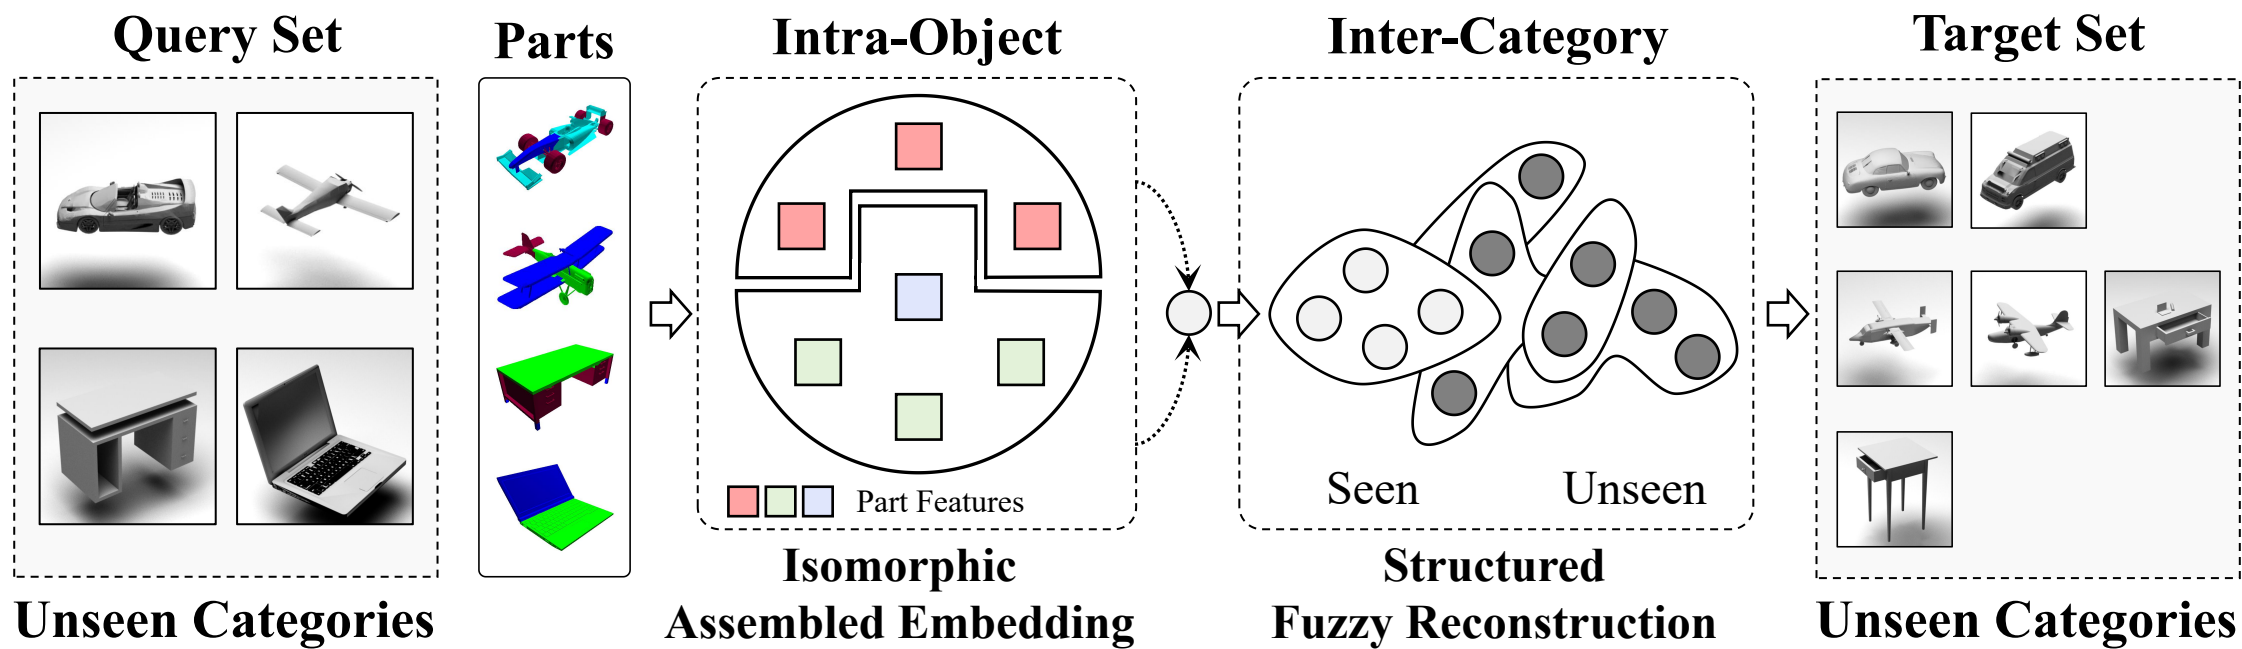 Query Set
Parts
Intra-Object
Inter-Category
Target Set
Part Features
Seen
Unseen
Unseen Categories
Isomorphic
Assembled Embedding
Structured
Fuzzy Reconstruction
Unseen Categories